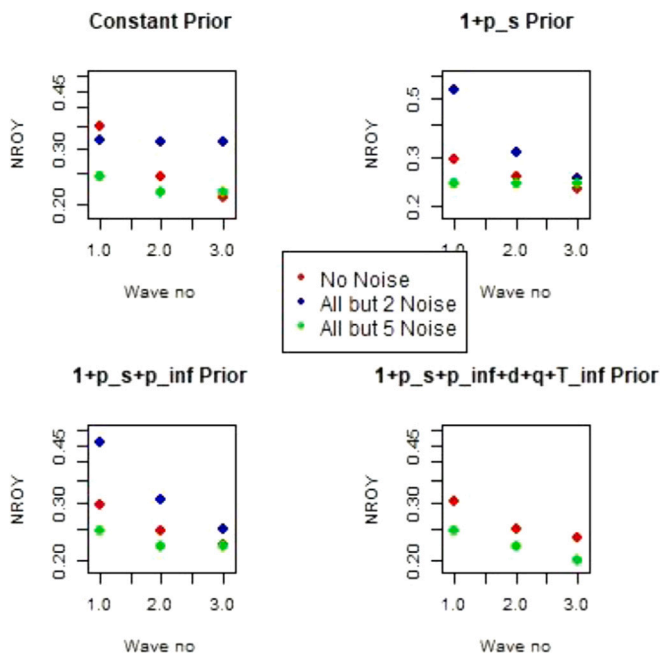 Constant Prior
NROY
0.45
0.30
0.20
1.0 2.0 3.0
Wave no
1+p_s Prior
NROY
0.5
0.3
0.2
1.0 2.0 3.0
Wave no
No Noise
All but 2 Noise
All but 5 Noise
1+p_s+p_inf Prior
NROY
0.45
0.30
0.20
1.0 2.0 3.0
Wave no
1+p_s+p_inf+d+q+T_inf Prior
NROY
0.45
0.30
0.20
1.0 2.0 3.0
Wave no